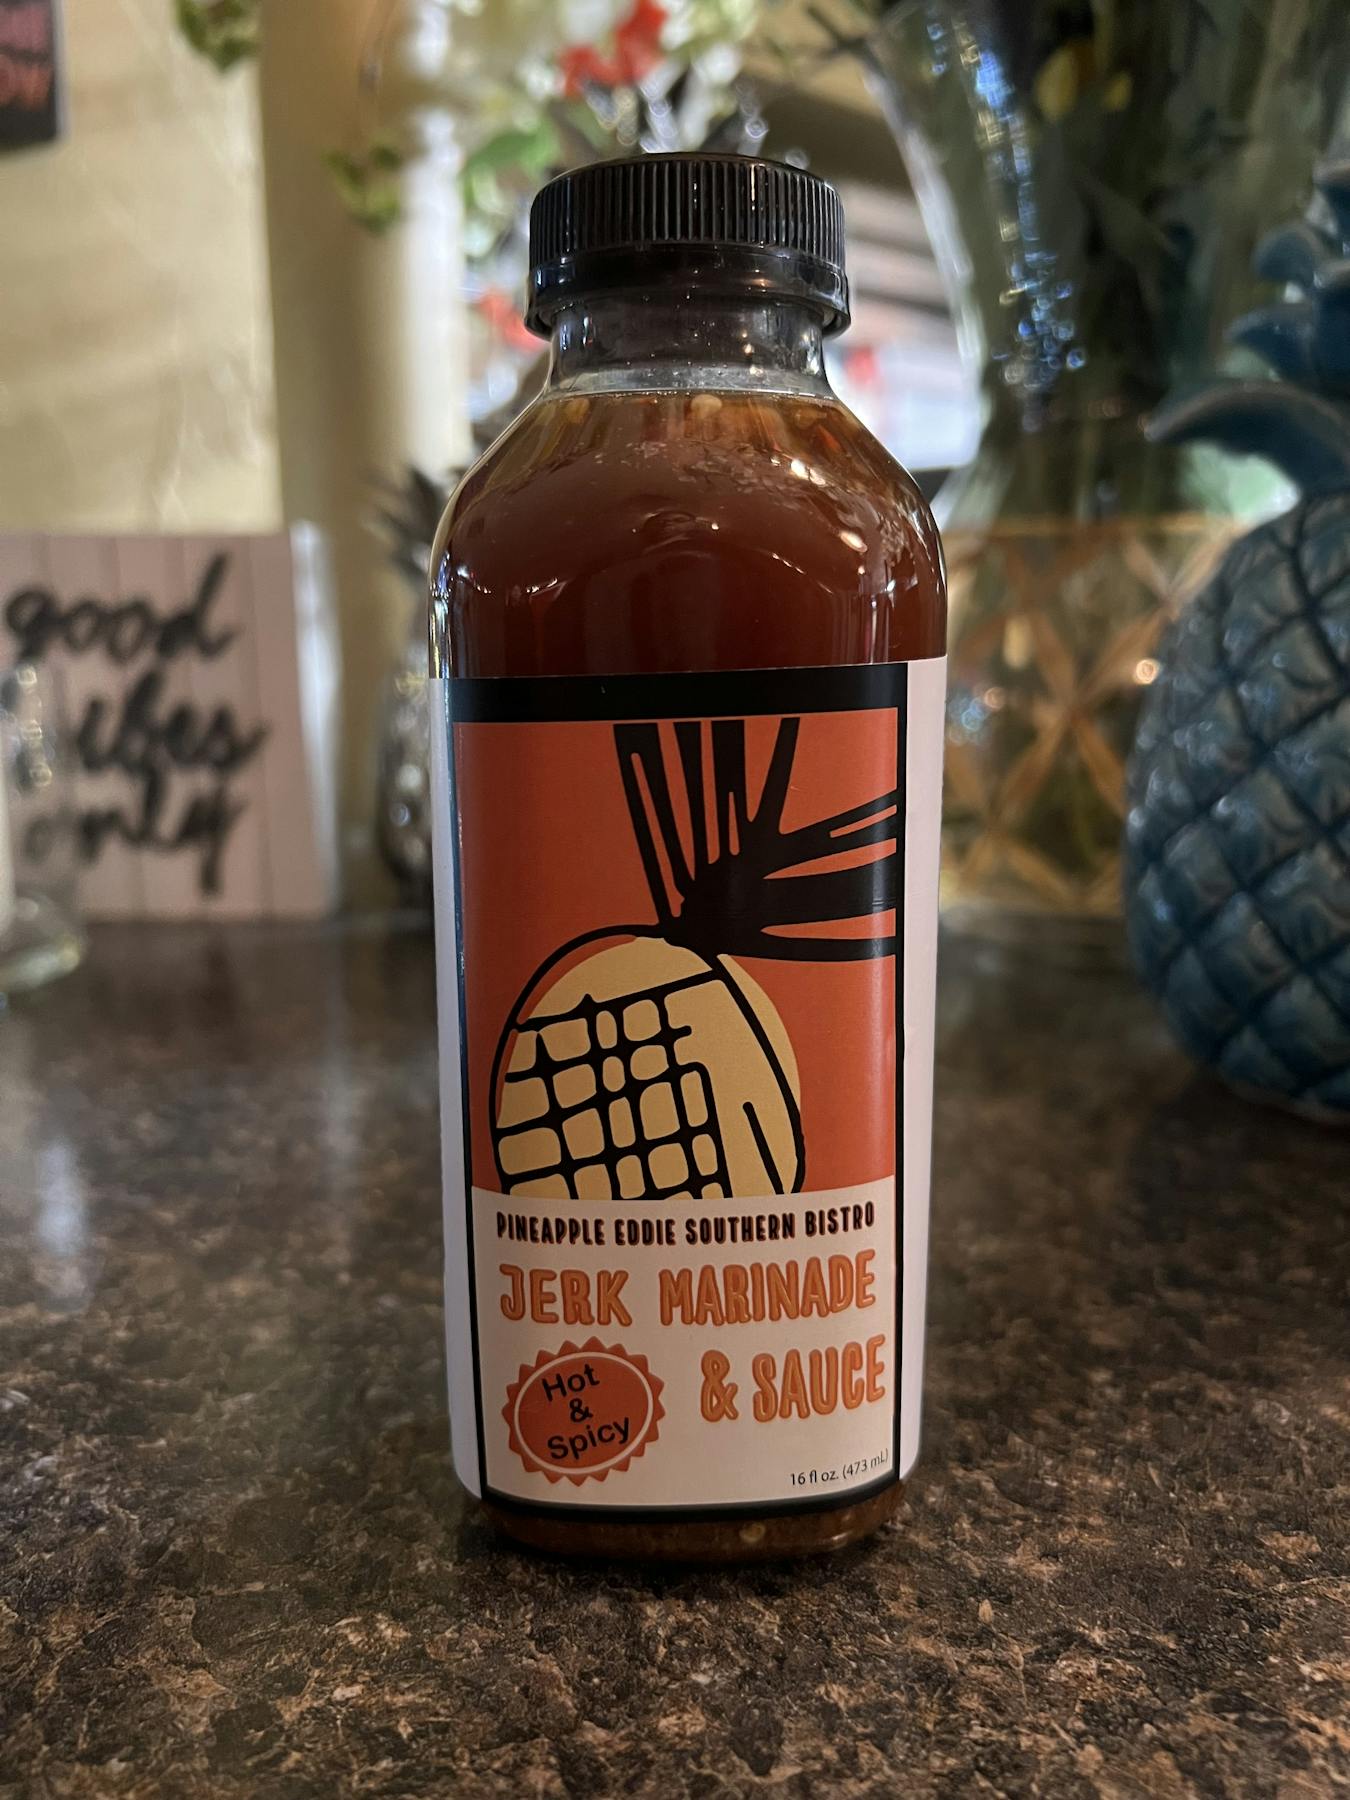 good
vibes
only
PINEAPPLE EDDIE SOUTHERN BISTRO
JERK MARINADE
& SAUCE
Hot
&
Spicy
16 fl oz. (473 mL)